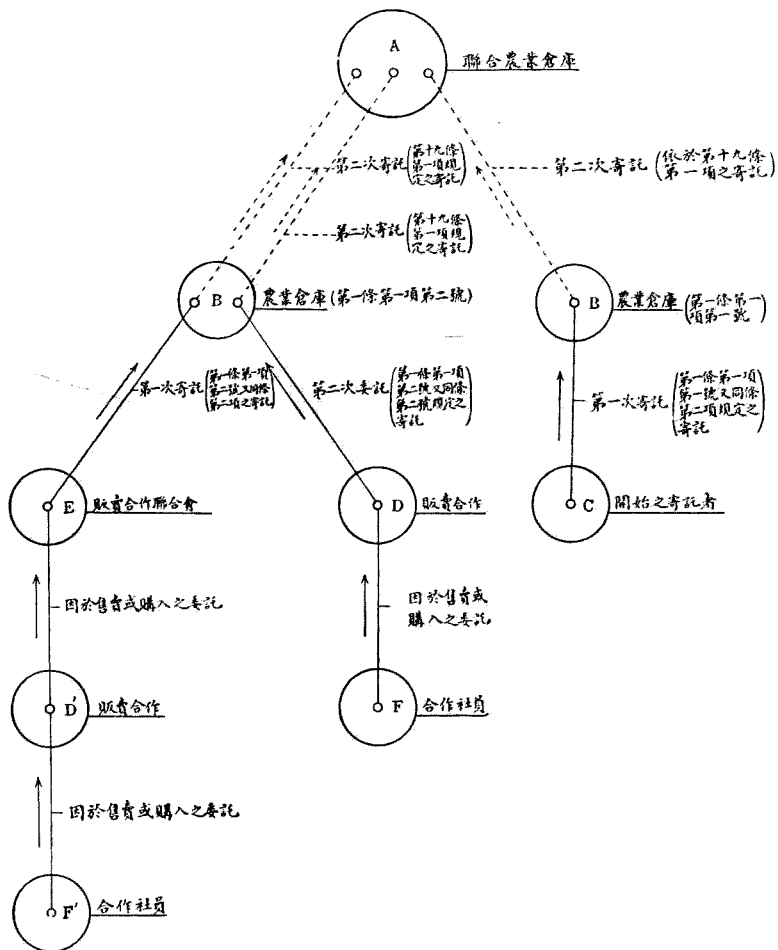 A
聯合農業倉庫
第二次寄託(第十九條
第一項規
定之寄託)
第二次寄託(依於第十九條
第一項之寄託)
第二次寄託(第十九條
第一項規
定之寄託)
B
農業倉庫(第一條第一項第二號)
B
農業倉庫(第一條第一
項第一號)
第一次寄託(第一條第一項
第二號又同條
第二項之寄託)
第二次委託(第一條第一項
第二號又同條
第二號規定之
寄託)
第一次寄託(第一條第一項
第一號又同條
第二項規定之
寄託)
E
販賣合作聯合會
D
販賣合作
C
開始之寄託者
因於售賣或購入之委託
因於售賣或
購入之委託。
D'
販賣合作
F
合作社員
因於售賣或購入之委託
F'
合作社員